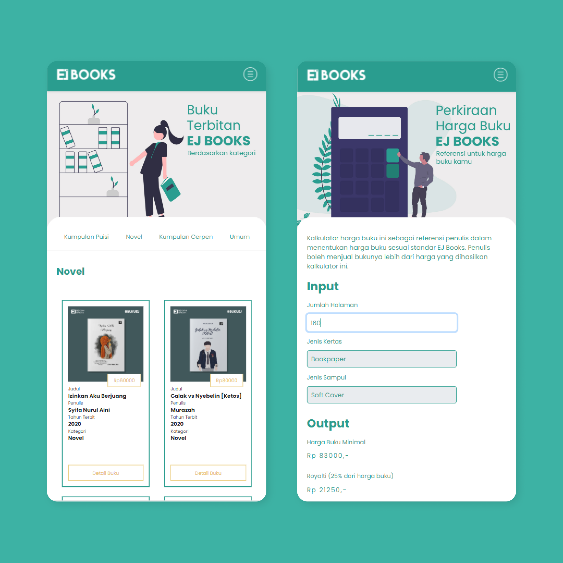 EJ BOOKS
Buku
Terbitan
EJ BOOKS
Berdasarkan kategori
Kumpulan Puisi
Novel
Kumpulan Cerpen
Umum
Novel
Judul
Izinkan Aku Berjuang
Penulis
Syifa Nurul Aini
Tahun Terbit
2020
Kategori
Novel
Detail Buku
Judul
Galak vs Nyebelin [Ketos]
Penulis
Murazah
Tahun Terbit
2020
Kategori
Novel
Detail Buku
EJ BOOKS
Perkiraan
Harga Buku
EJ BOOKS
Referensi untuk harga
buku kamu
Kalkulator harga buku ini sebagai referensi penulis dalam
menentukan harga buku sesuai standar EJ Books. Penulis
boleh menjual bukunya lebih dari harga yang dihasilkan
kalkulator ini.
Input
Jumlah Halaman
160
Jenis Kertas
Bookpaper
Jenis Sampul
Soft Cover
Output
Harga Buku Minimal
Rp 83000,-
Royalti (25% dari harga buku)
Rp 21250,-